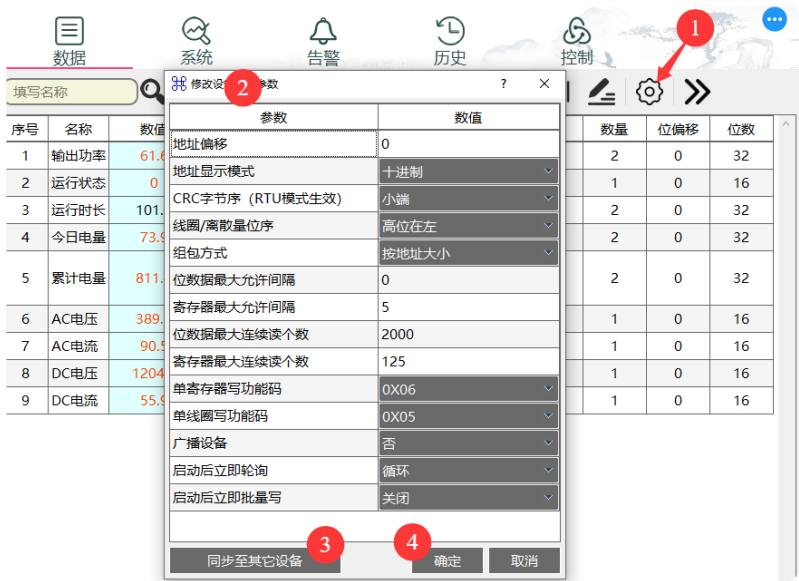 数据 系统 告警 历史 控制
1
填写名称
修改设 2 参数 ?
序号 名称 数值 数量 位偏移 位数
参数 数值
地址偏移 0
地址显示模式 十进制
CRC字节序（RTU模式生效） 小端
线圈/离散量位序 高位在左
组包方式 按地址大小
位数据最大允许间隔 0
寄存器最大允许间隔 5
位数据最大连续读个数 2000
寄存器最大连续读个数 125
单寄存器写功能码 0X06
单线圈写功能码 0X05
广播设备 否
启动后立即轮询 循环
启动后立即批量写 关闭
3 4
同步至其它设备 确定 取消
1 输出功率 61.6 2 0 32
2 运行状态 0 1 0 16
3 运行时长 101. 2 0 32
4 今日电量 73.9 2 0 32
5 累计电量 811. 2 0 32
6 AC电压 389. 1 0 16
7 AC电流 90.5 1 0 16
8 DC电压 1204 1 0 16
9 DC电流 55.9 1 0 16